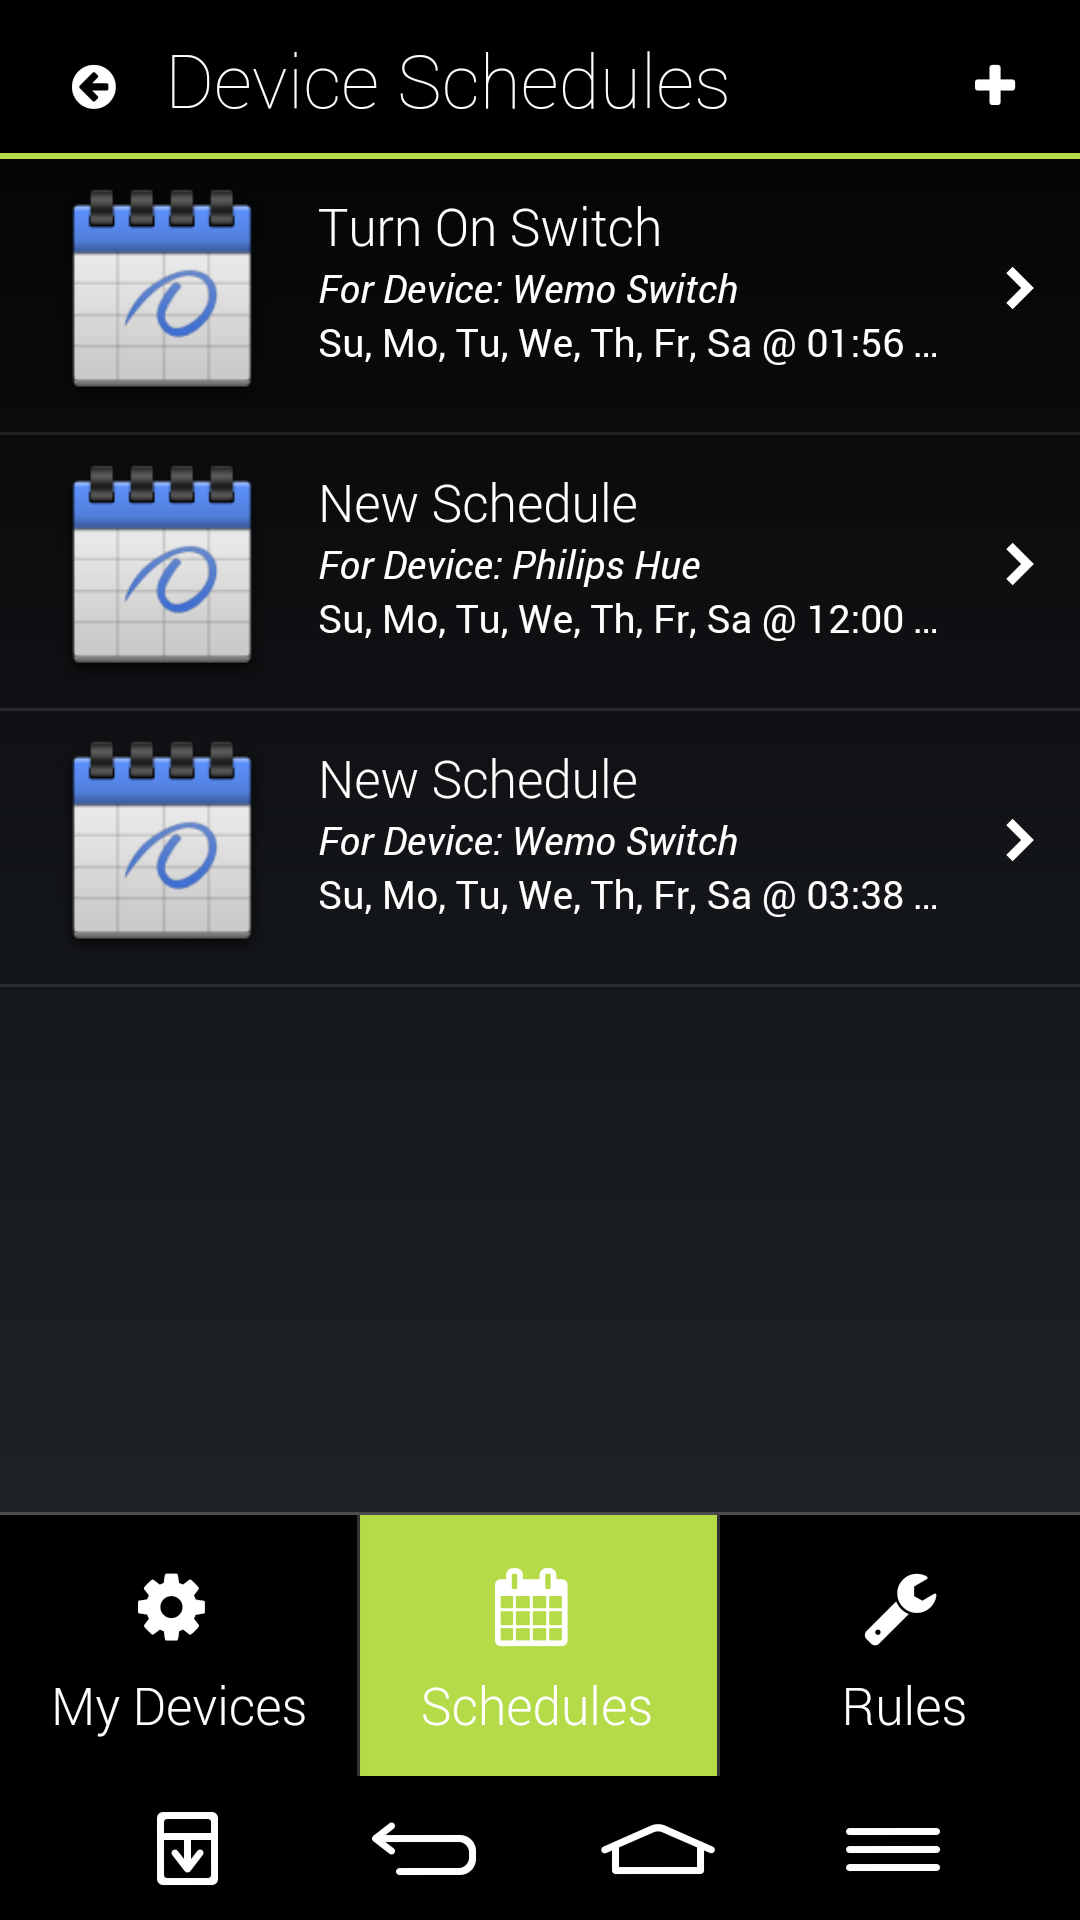 Device Schedules
Turn On Switch
For Device: Wemo Switch
Su, Mo, Tu, We, Th, Fr, Sa @ 01:56 ...
New Schedule
For Device: Philips Hue
Su, Mo, Tu, We, Th, Fr, Sa @ 12:00 ...
New Schedule
For Device: Wemo Switch
Su, Mo, Tu, We, Th, Fr, Sa @ 03:38 ...
My Devices
Schedules
Rules